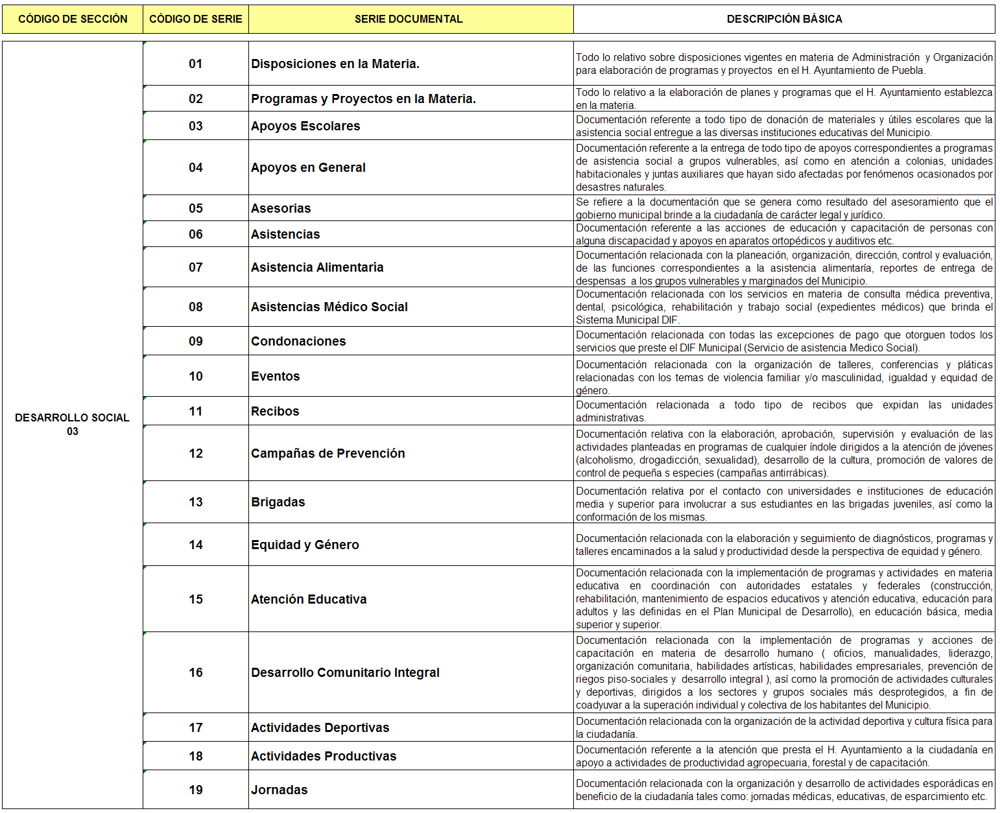 CÓDIGO DE SECCIÓN CÓDIGO DE SERIE SERIE DOCUMENTAL DESCRIPCIÓN BÁSICA
DESARROLLO SOCIAL
03
01 Disposiciones en la Materia.
Todo lo relativo sobre disposiciones vigentes en materia de Administración y Organización
para elaboración de programas y proyectos en el H. Ayuntamiento de Puebla.
02 Programas y Proyectos en la Materia.
Todo lo relativo a la elaboración de planes y programas que el H. Ayuntamiento establezca
en la materia.
03 Apoyos Escolares
Documentación referente a todo tipo de donación de materiales y útiles escolares que la
asistencia social entregue a las diversas instituciones educativas del Municipio.
04 Apoyos en General
Documentación referente a la entrega de todo tipo de apoyos correspondientes a programas
de asistencia social a grupos vulnerables, así como en atención a colonias, unidades
habitacionales y juntas auxiliares que hayan sido afectadas por fenómenos ocasionados por
desastres naturales.
05 Asesorias
Se refiere a la documentación que se genera como resultado del asesoramiento que el
gobierno municipal brinde a la ciudadanía de carácter legal y jurídico.
06 Asistencias
Documentación referente a las acciones de educación y capacitación de personas con
alguna discapacidad y apoyos en aparatos ortopédicos y auditivos etc.
07 Asistencia Alimentaría
Documentación relacionada con la planeación, organización, dirección, control y evaluación,
de las funciones correspondientes a la asistencia alimentaría, reportes de entrega de
despensas a los grupos vulnerables y marginados del Municipio.
08 Asistencias Médico Social
Documentación relacionada con los servicios en materia de consulta médica preventiva,
dental, psicológica, rehabilitación y trabajo social (expedientes médicos) que brinda el
Sistema Municipal DIF.
09 Condonaciones
Documentación relacionada con todas las excepciones de pago que otorguen todos los
servicios que preste el DIF Municipal (Servicio de asistencia Medico Social).
10 Eventos
Documentación relacionada con la organización de talleres, conferencias y pláticas
relacionadas con los temas de violencia familiar y/o masculinidad, igualdad y equidad de
género.
11 Recibos
Documentación relacionada a todo tipo de recibos que expidan las unidades
administrativas.
12 Campañas de Prevención
Documentación relativa con la elaboración, aprobación, supervisión y evaluación de las
actividades planteadas en programas de cualquier índole dirigidos a la atención de jóvenes
(alcoholismo, drogadicción, sexualidad), desarrollo de la cultura, promoción de valores de
control de pequeña s especies (campañas antirrábicas).
13 Brigadas
Documentación relativa por el contacto con universidades e instituciones de educación
media y superior para involucrar a sus estudiantes en las brigadas juveniles, así como la
conformación de los mismas.
14 Equidad y Género
Documentación relacionada con la elaboración y seguimiento de diagnósticos, programas y
talleres encaminados a la salud y productividad desde la perspectiva de equidad y género.
15 Atención Educativa
Documentación relacionada con la implementación de programas y actividades en materia
educativa en coordinación con autoridades estatales y federales (construcción,
rehabilitación, mantenimiento de espacios educativos y atención educativa, educación para
adultos y las definidas en el Plan Municipal de Desarrollo), en educación básica, media
superior y superior.
16 Desarrollo Comunitario Integral
Documentación relacionada con la implementación de programas y acciones de
capacitación en materia de desarrollo humano ( oficios, manualidades, liderazgo,
organización comunitaria, habilidades artísticas, habilidades empresariales, prevención de
riegos piso-sociales y desarrollo integral ), así como la promoción de actividades culturales
y deportivas, dirigidos a los sectores y grupos sociales más desprotegidos, a fin de
coadyuvar a la superación individual y colectiva de los habitantes del Municipio.
17 Actividades Deportivas
Documentación relacionada con la organización de la actividad deportiva y cultura física para
la ciudadanía.
18 Actividades Productivas
Documentación referente a la atención que presta el H. Ayuntamiento a la ciudadanía en
apoyo a actividades de productividad agropecuaria, forestal y de capacitación.
19 Jornadas
Documentación relacionada con la organización y desarrollo de actividades esporádicas en
beneficio de la ciudadanía tales como: jornadas médicas, educativas, de esparcimiento etc.